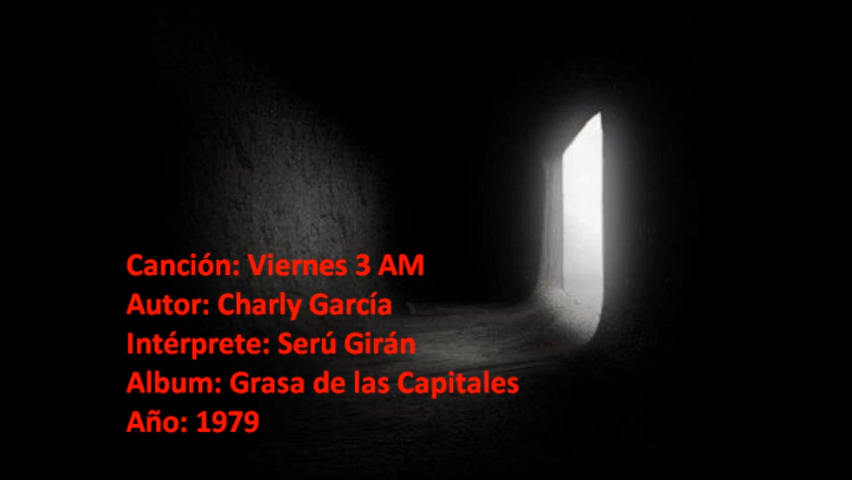 Canción: Viernes 3 AM
Autor: Charly García
Intérprete: Serú Girán
Album: Grasa de las Capitales
Año: 1979